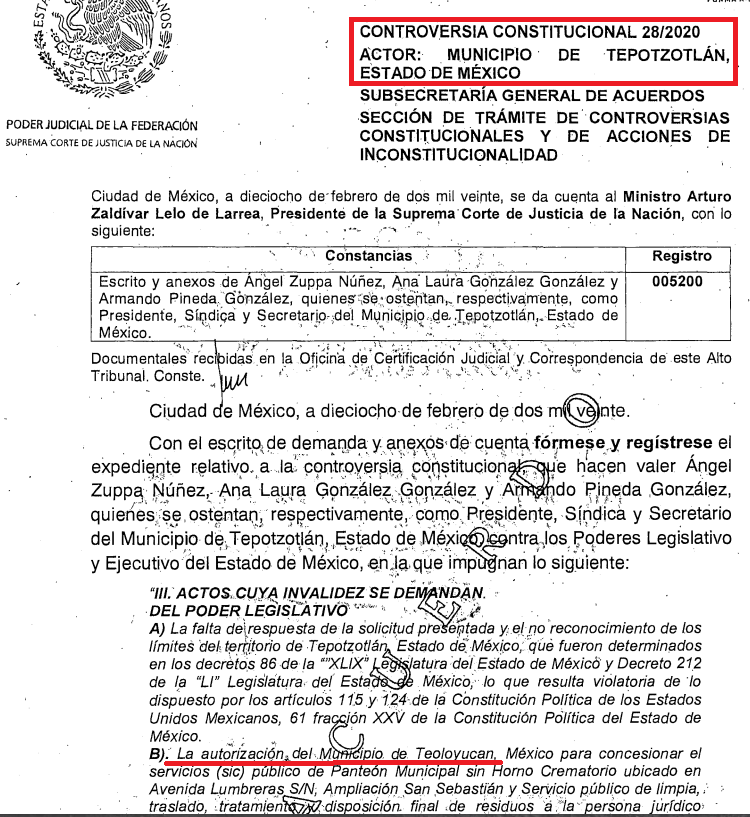 CONTROVERSIA CONSTITUCIONAL 28/2020
ACTOR: MUNICIPIO DE TEPOTZOTLÁN,
ESTADO DE MÉXICO
SUBSECRETARÍA GENERAL DE ACUERDOS
SECCIÓN DE TRÁMITE DE CONTROVERSIAS
CONSTITUCIONALES Y DE ACCIONES DE
INCONSTITUCIONALIDAD
PODER JUDICIAL DE LA FEDERACIÓN
SUPREMA CORTE DE JUSTICIA DE LA NACIÓN
Ciudad de México, a dieciocho de febrero de dos mil veinte, se da cuenta al Ministro Arturo
Zaldívar Lelo de Larrea, Presidente de la Suprema Corte de Justicia de la Nación, con lo
siguiente:
Constancias Registro
Escrito y anexos de Ángel Zuppa Núñez, Ana Laura González González y 005200
Armando Pineda González, quienes se ostentan, respectivamente, como
Presidente, Síndica y Secretario del Municipio de Tepotzotlán, Estado de
México.
Documentales recibidas en la Oficina de Certificación Judicial y Correspondencia de este Alto
Tribunal. Conste.
Ciudad de México, a dieciocho de febrero de dos mil veinte.
Con el escrito de demanda y anexos de cuenta fórmese y regístrese el
expediente relativo a la controversia constitucional que hacen valer Ángel
Zuppa Núñez, Ana Laura González González y Armando Pineda González,
quienes se ostentan, respectivamente, como Presidente, Síndica y Secretario
del Municipio de Tepotzotlán, Estado de México, contra los Poderes Legislativo
y Ejecutivo del Estado de México, en la que impugnan lo siguiente:
"III. ACTOS CUYA INVALIDEZ SE DEMANDAN.
DEL PODER LEGISLATIVO
A) La falta de respuesta de la solicitud presentada y el no reconocimiento de los
límites del territorio de Tepotzotlán, Estado de México, que fueron determinados
en los decretos 86 de la ""XLIX" Legislatura del Estado de México y Decreto 212
de la "LI" Legislatura del Estado de México, lo que resulta violatoria de lo
dispuesto por los artículos 115 y 124 de la Constitución Política de los Estados
Unidos Mexicanos, 61 fracción XXV de la Constitución Política del Estado de
México.
B). La autorización del Municipio de Teoloyucan, México para concesionar el
servicios (sic) público de Panteón Municipal sin Horno Crematorio ubicado en
Avenida Lumbreras S/N, Ampliación San Sebastián y Servicio público de limpia,
traslado, tratamiento y disposición final de residuos a la persona jurídico